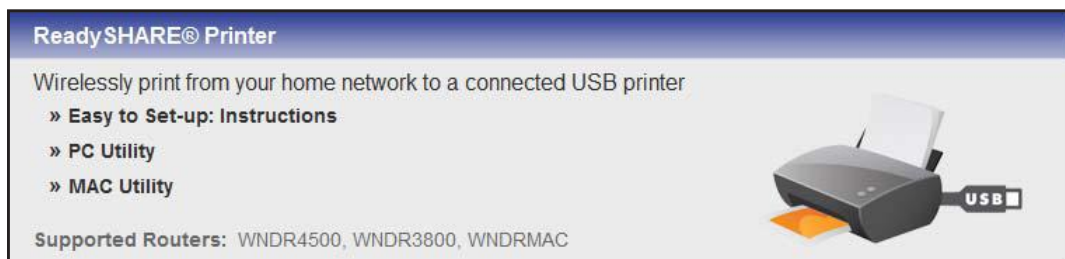 ReadySHARE® Printer
Wirelessly print from your home network to a connected USB printer
» Easy to Set-up: Instructions
» PC Utility
» MAC Utility
USB
Supported Routers: WNDR4500, WNDR3800, WNDRMAC